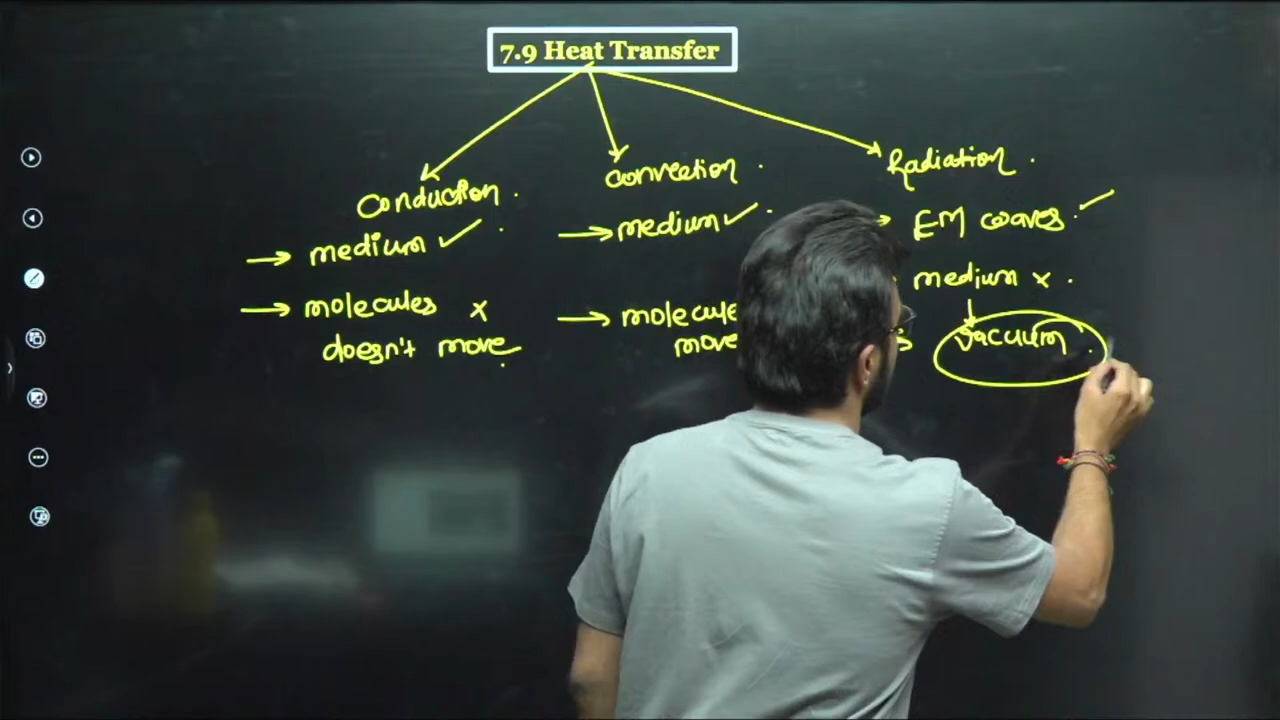 7.9 Heat Transfer
conduction.
→ medium ✓.
→ molecules x
doesn't move.
convection.
→ medium ✓.
→ molecule
move
Radiation.
→ EM waves. ✓
medium x.
↓
vacuum.